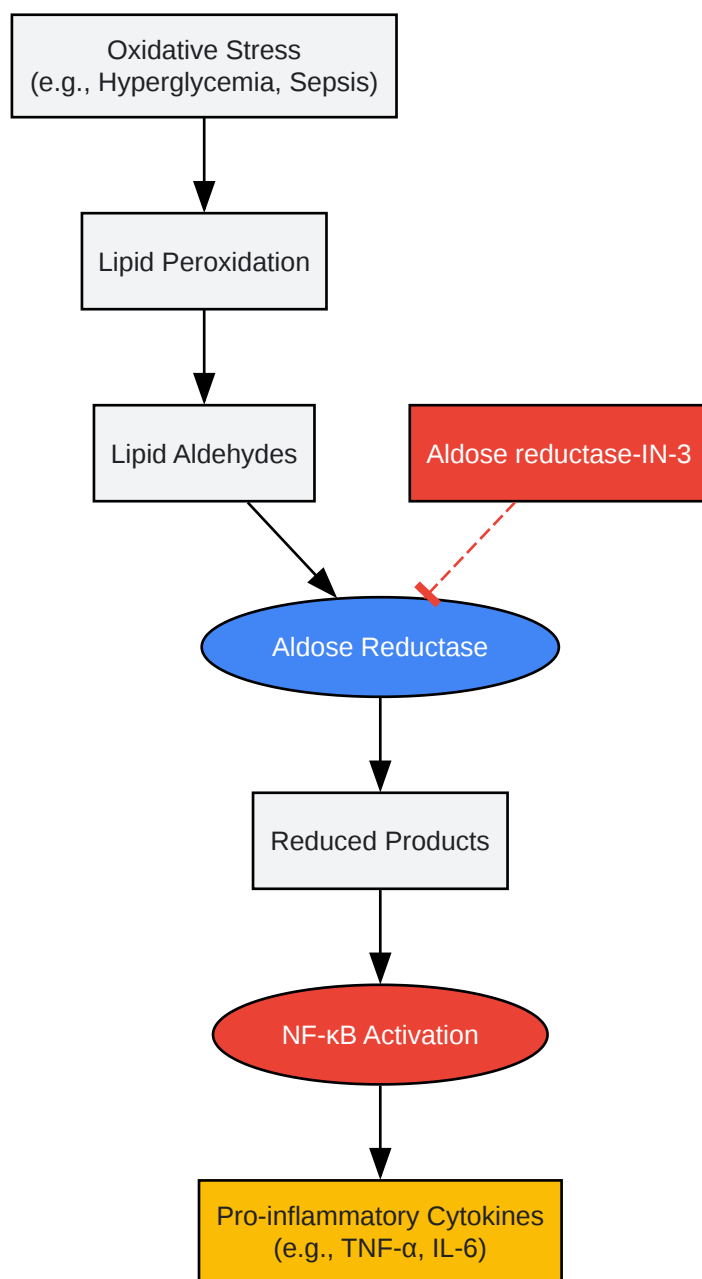 Oxidative Stress
(e.g., Hyperglycemia, Sepsis)
Lipid Peroxidation
Lipid Aldehydes
Aldose reductase-IN-3
Aldose Reductase
Reduced Products
NF-κB Activation
Pro-inflammatory Cytokines
(e.g., TNF-α, IL-6)